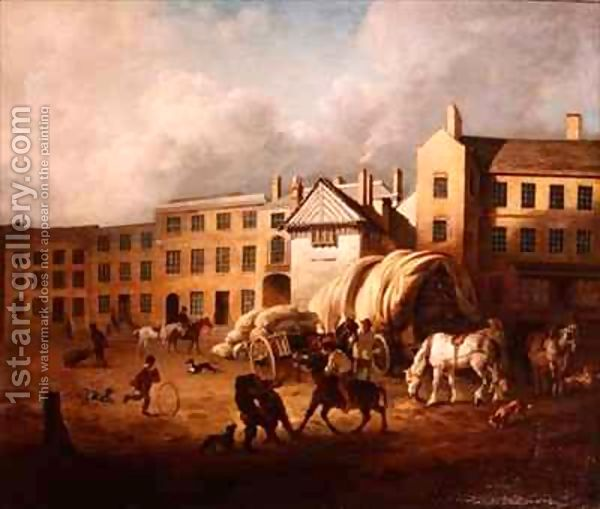 1st-art-gallery.com
This watermark does not appear on the painting